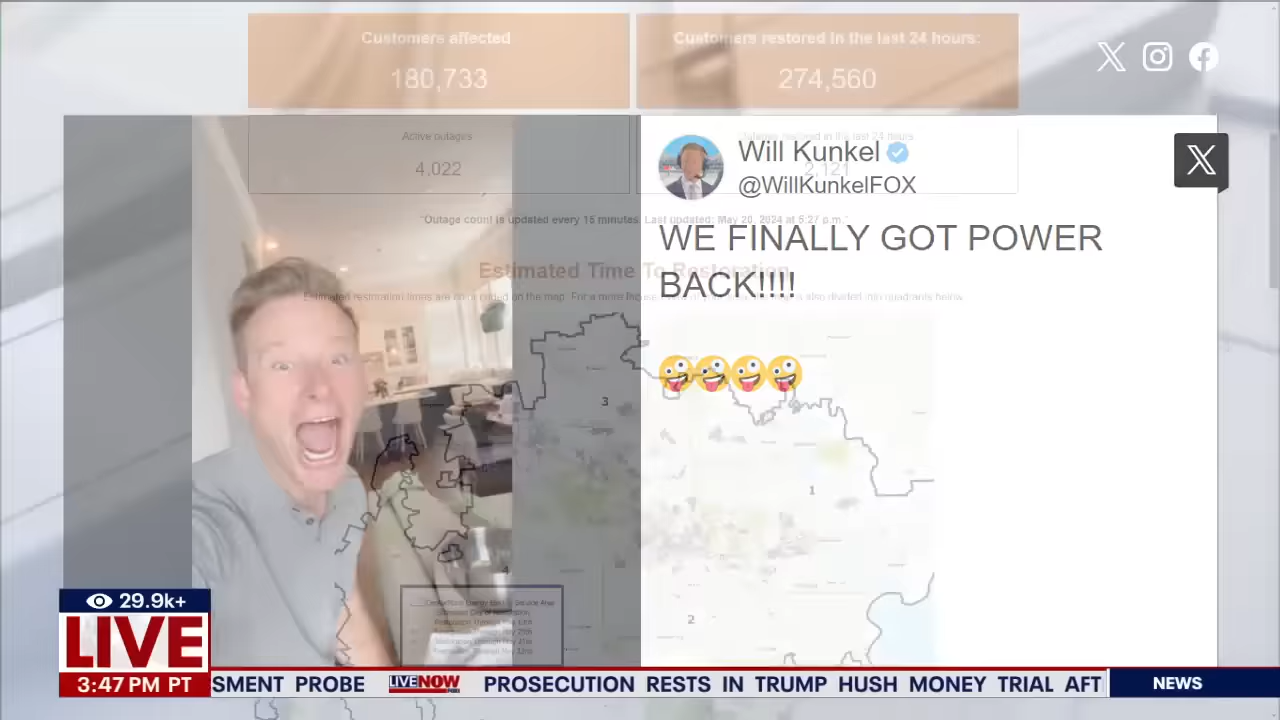 Customers affected
180,733
Customers restored in the last 24 hours:
274,560
Active outages
4,022
2,121
Will Kunkel
@WillKunkelFOX
"Outage count is updated every 15 minutes. Last updated: May 20, 2024 at 5:27 p.m."
WE FINALLY GOT POWER
BACK!!!!
Estimated Time To Restoration
3
1
4
2
29.9k+
LIVE
3:47 PM PT
SMENT PROBE
LIVENOW
FOX
PROSECUTION RESTS IN TRUMP HUSH MONEY TRIAL AFT
NEWS